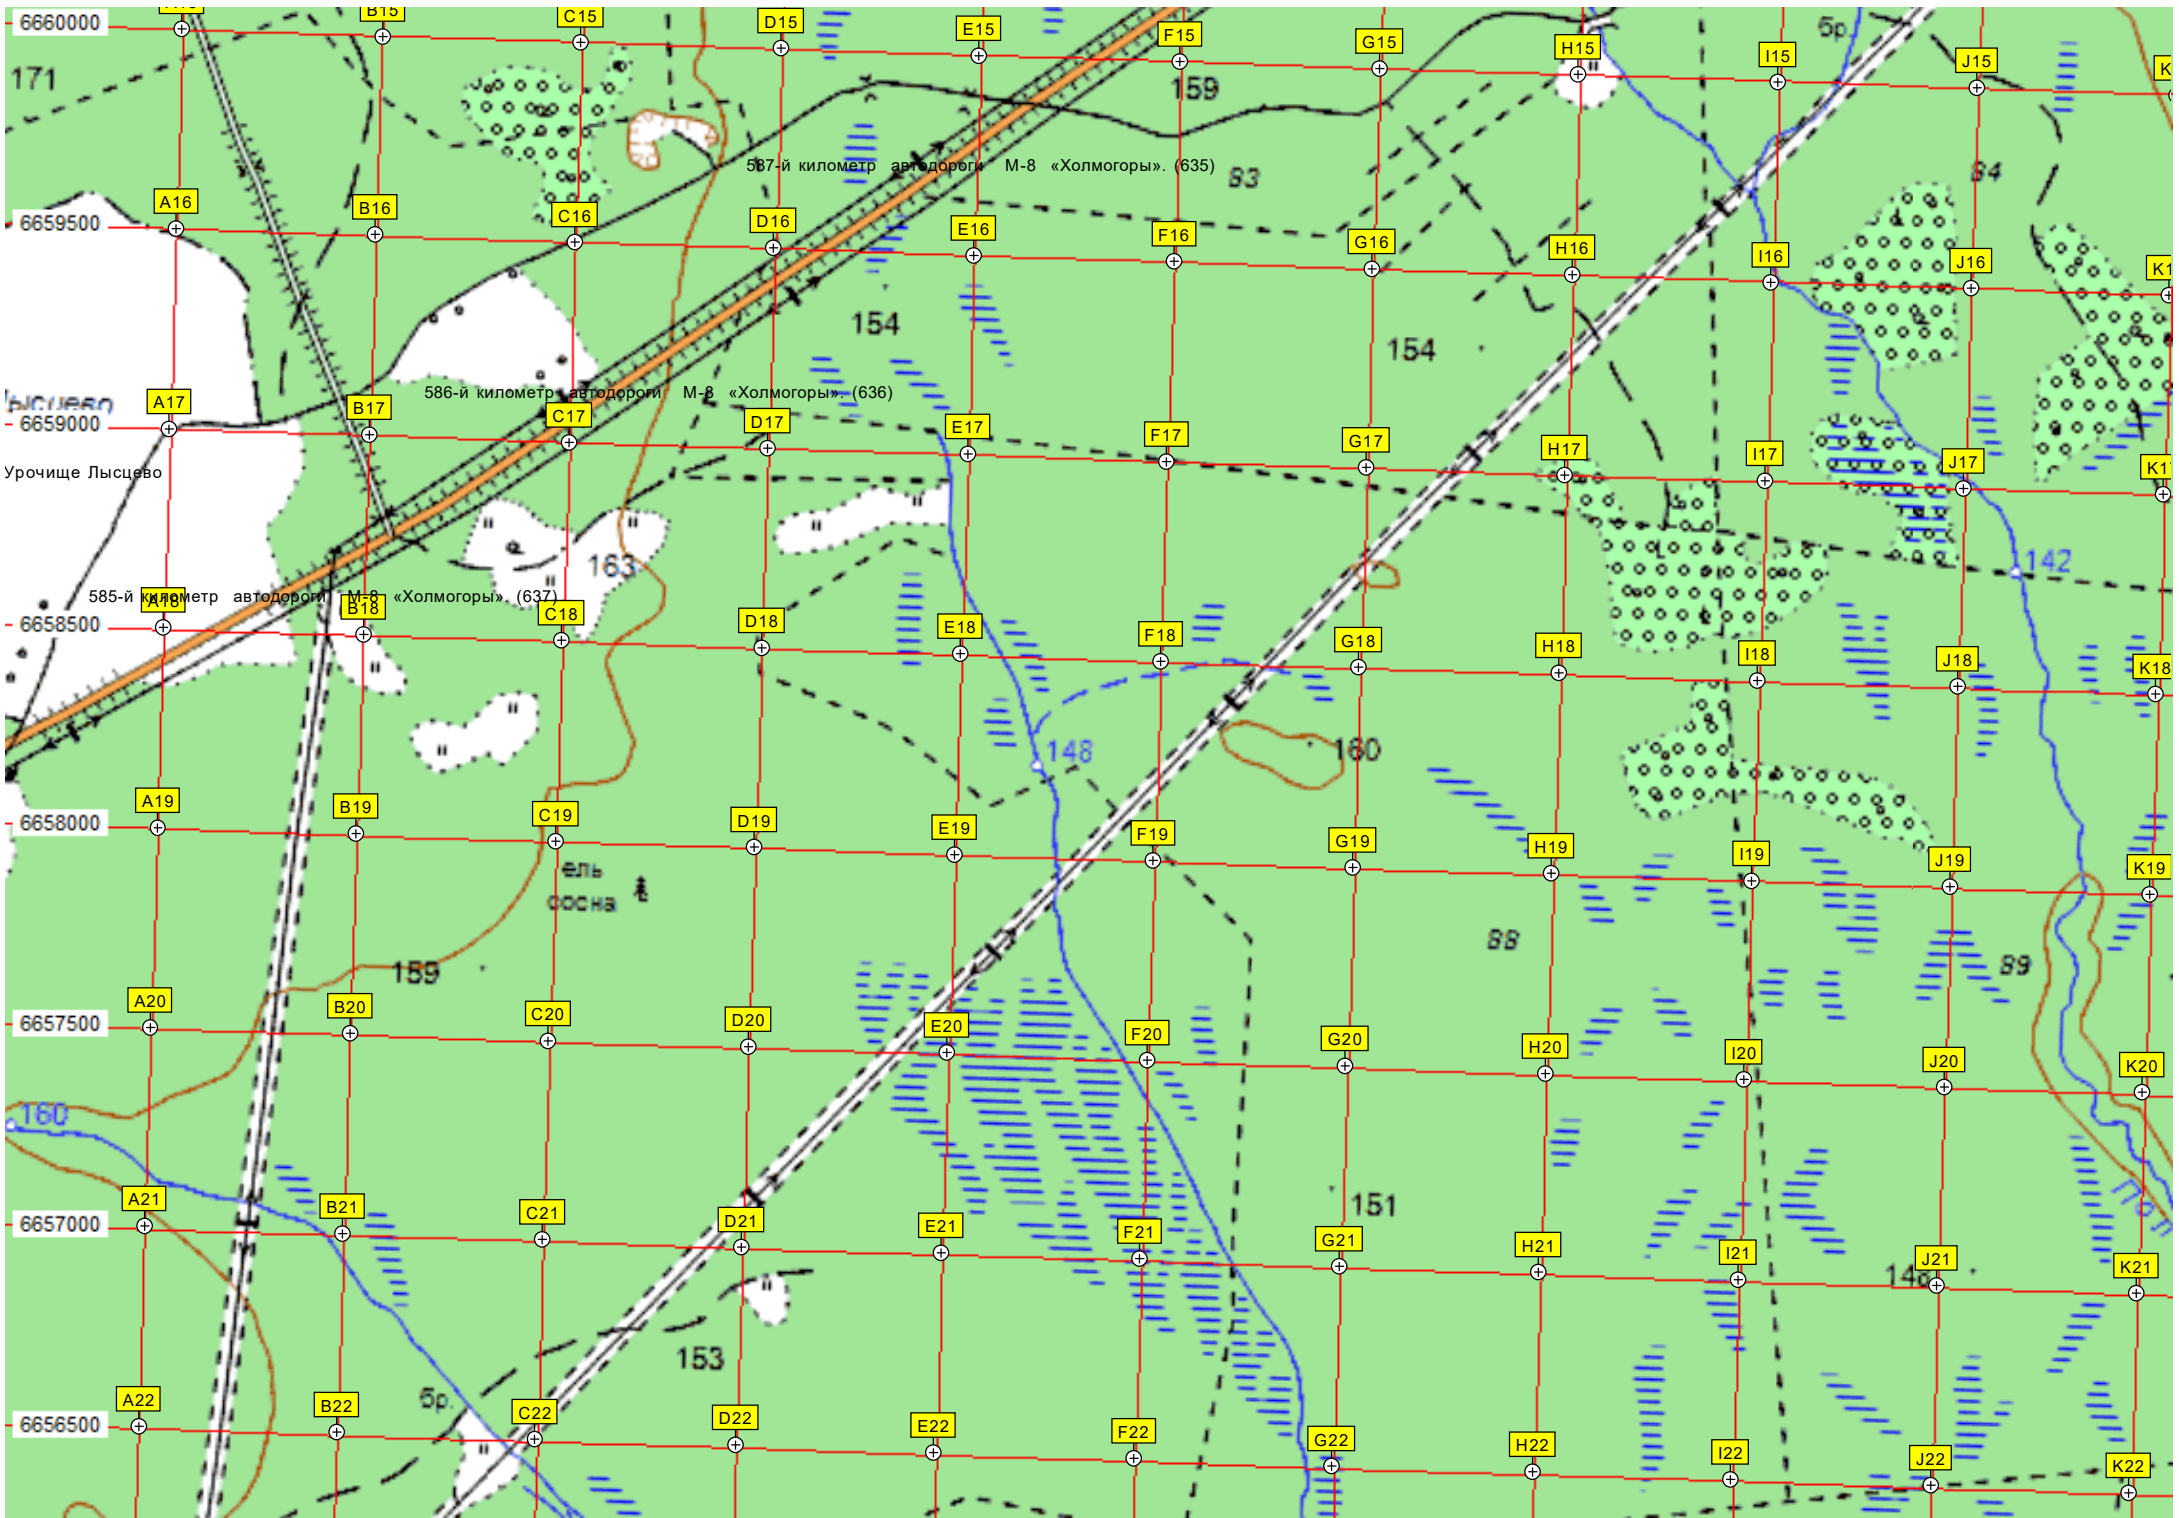 6660000
B15
C15
D15
E15
F15
G15
H15
I15
J15
бр.
171
159
587-й километр автодороги М-8 «Холмогоры». (635)
83
84
A16
B16
C16
D16
E16
F16
G16
H16
I16
J16
6659500
154
154
586-й километр автодороги М-8 «Холмогоры». (636)
6659000
A17
B17
C17
D17
E17
F17
G17
H17
I17
J17
Урочище Лысцево
163
142
585-й километр автодороги М-8 «Холмогоры». (637)
6658500
A18
B18
C18
D18
E18
F18
G18
H18
I18
J18
K18
148
160
6658000
A19
B19
C19
D19
E19
F19
G19
H19
I19
J19
K19
ель
сосна
159
88
89
6657500
A20
B20
C20
D20
E20
F20
G20
H20
I20
J20
K20
160
151
6657000
A21
B21
C21
D21
E21
F21
G21
H21
I21
J21
K21
153
бр.
6656500
A22
B22
C22
D22
E22
F22
G22
H22
I22
J22
K22